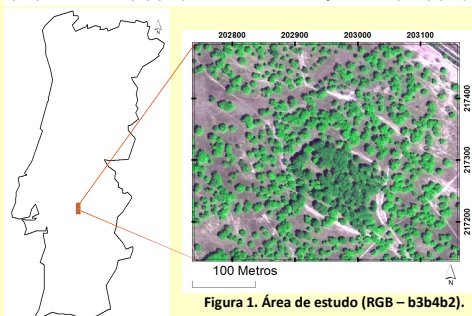 N
202800 202900 203000 203100
217400
217300
217200
100 Metros
N
Figura 1. Área de estudo (RGB – b3b4b2).